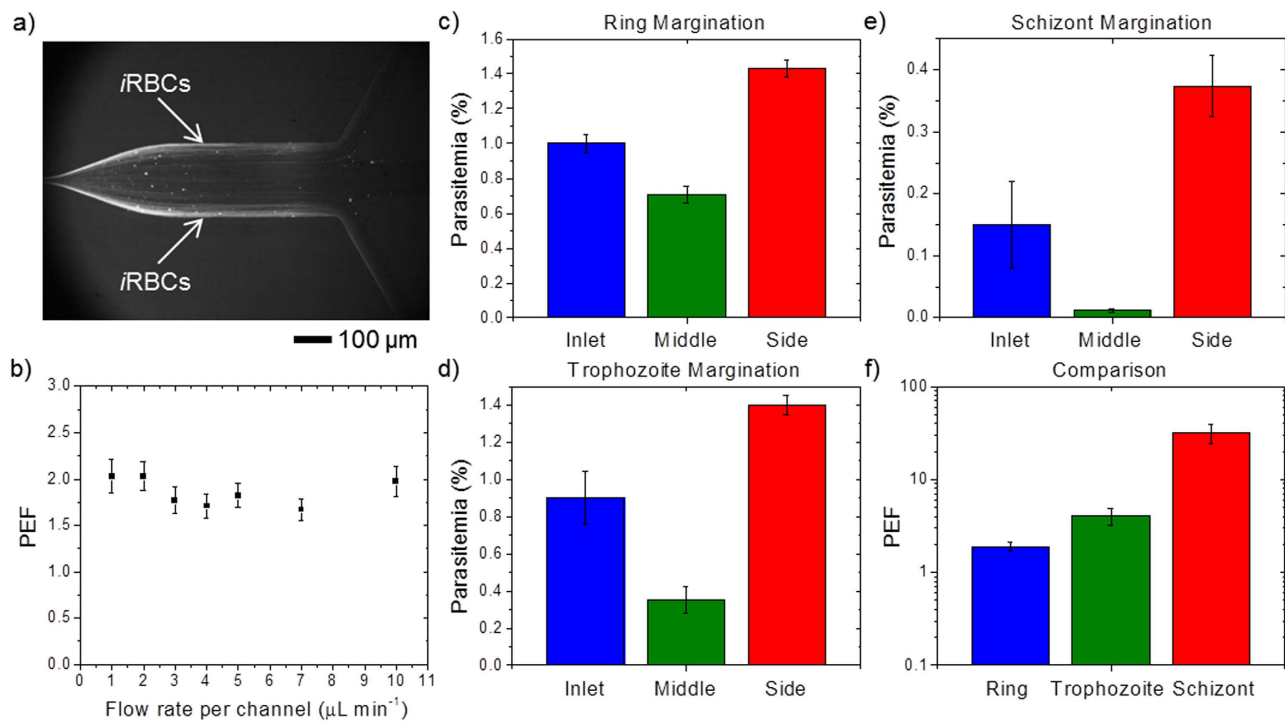 a)
iRBCs
iRBCs
100 µm
b)
3.0
2.5
2.0
1.5
1.0
0.5
0.0
PEF
0 1 2 3 4 5 6 7 8 9 10 11
Flow rate per channel (µL min⁻¹)
c)
Ring Margination
1.6
1.4
1.2
1.0
0.8
0.6
0.4
0.2
0.0
Parasitemia (%)
Inlet Middle Side
d)
Trophozoite Margination
1.4
1.2
1.0
0.8
0.6
0.4
0.2
0.0
Parasitemia (%)
Inlet Middle Side
e)
Schizont Margination
0.4
0.3
0.2
0.1
0.0
Parasitemia (%)
Inlet Middle Side
f)
Comparison
100
10
1
0.1
PEF
Ring Trophozoite Schizont